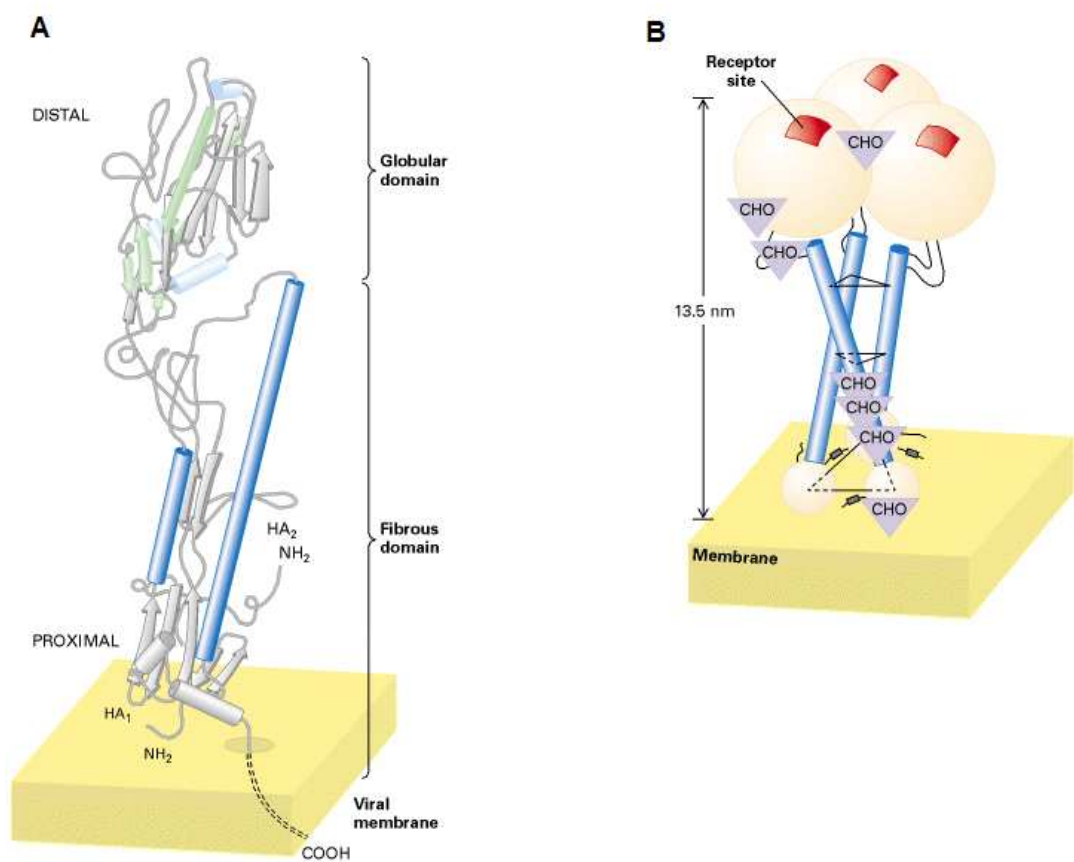 A
DISTAL
Globular
domain
HA₂
NH₂
Fibrous
domain
PROXIMAL
HA₁
NH₂
Viral
membrane
COOH
B
Receptor
site
CHO
CHO
CHO
13.5 nm
CHO
CHO
CHO
CHO
Membrane